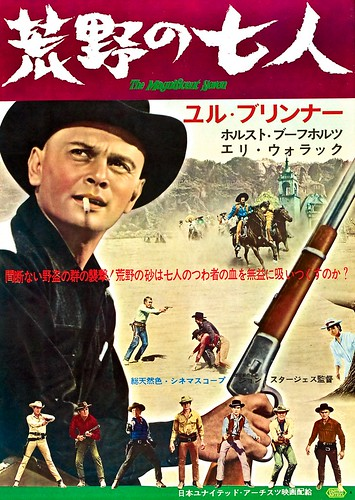 荒野の七人
The Magnificent Seven
ユル・ブリンナー
ホルスト・ブーフホルツ
エリ・ウォラック
間断ない野盗の群の襲撃!荒野の砂は七人のつわ者の血を無益に吸いつくすのか?
総天然色・シネマスコープ
ジョン・スタージェス監督
日本ユナイテッド・アーチスツ映画配給